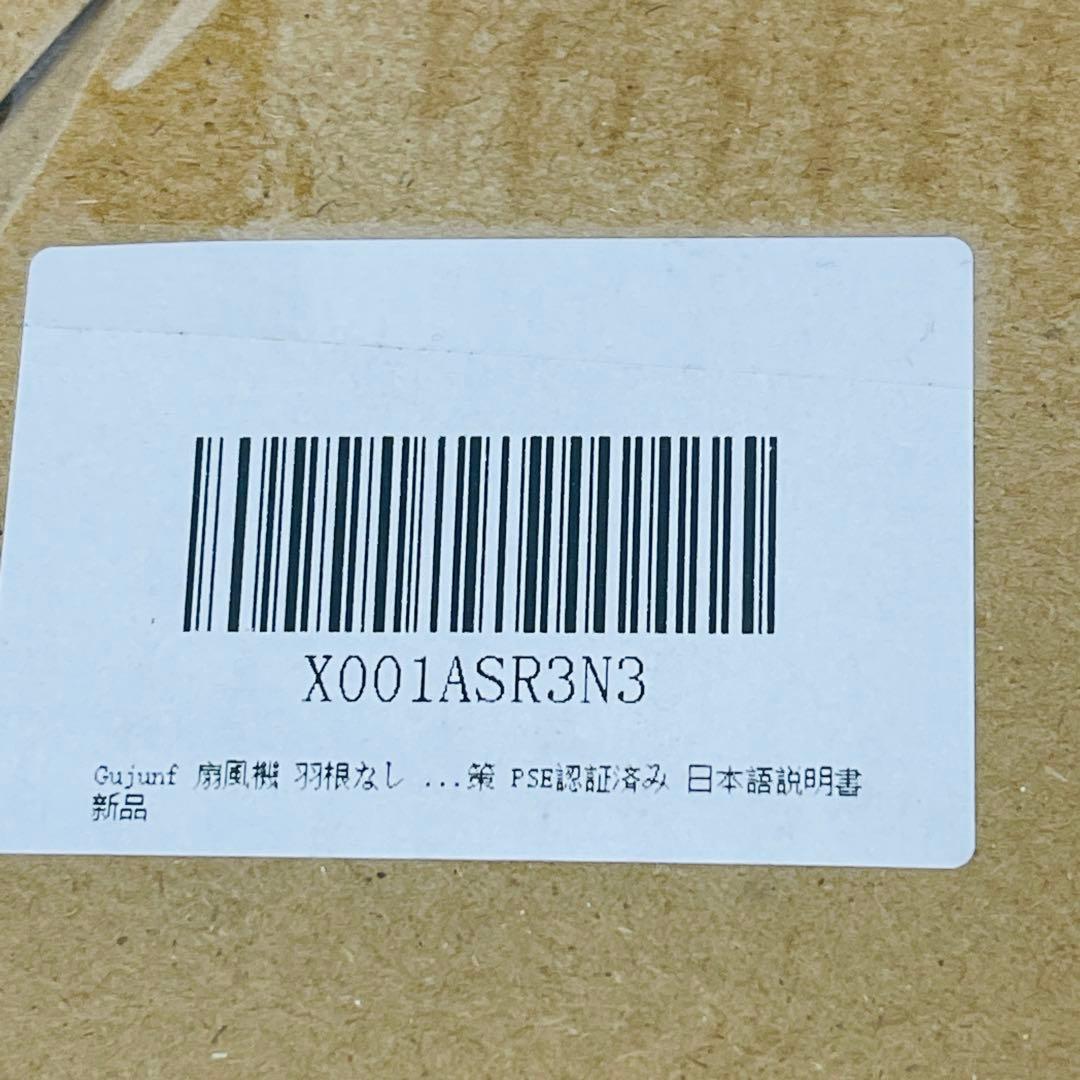 X001ASR3N3
Gujunf 扇風機 羽根なし ...策 PSE認証済み 日本語説明書
新品